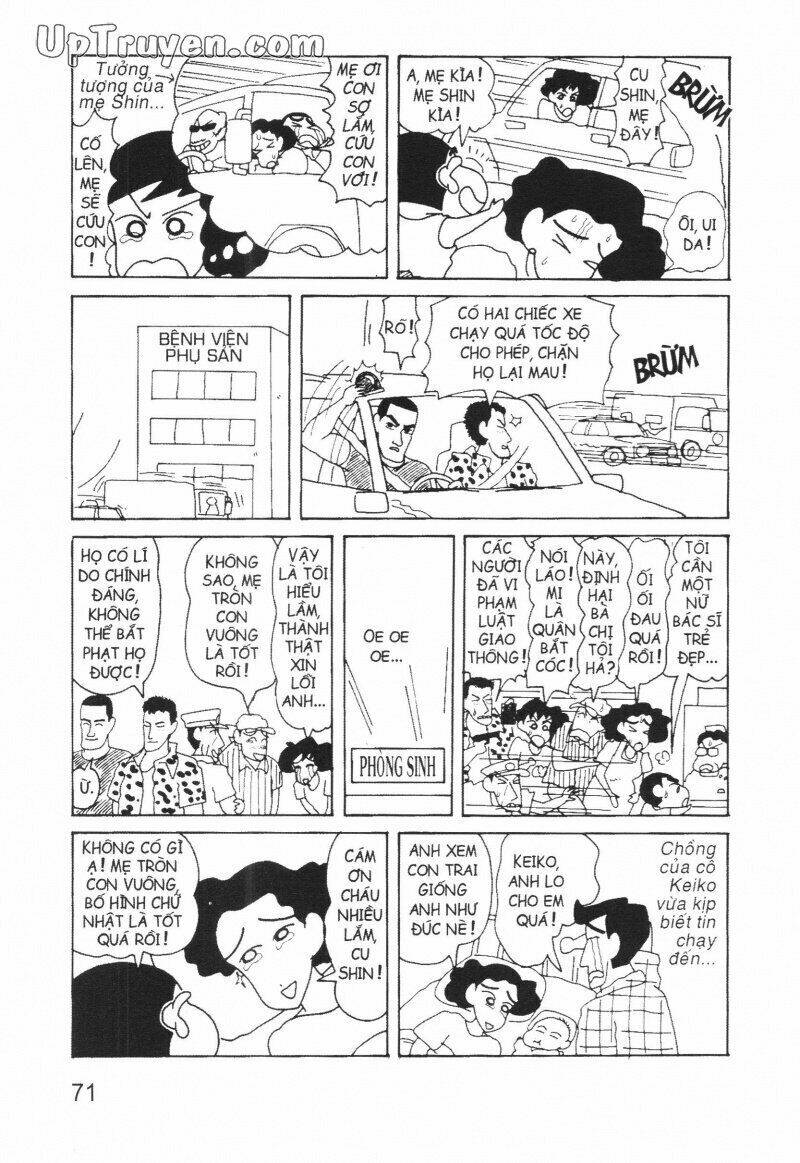 UpTruyen.com
A, MẸ KÌA!
MẸ SHIN
KÌA!
CU
SHIN,
MẸ
ĐÂY!
BRỪM
ÔI, UI
DA!
Tưởng
tượng của
mẹ Shin...
MẸ ƠI
CON
SỢ
LẮM,
CỨU CON
VỚI!
CỐ
LÊN, MẸ
SẼ
CỨU
CON
!
CÓ HAI CHIẾC XE
CHẠY QUÁ TỐC ĐỘ
CHO PHÉP, CHẶN
HỌ LẠI MAU!
RÕ!
BRỪM
BỆNH VIỆN
PHỤ SẢN
TÔI
CẦN MỘT
NỮ
BÁC SĨ
TRẺ
ĐẸP...
ỐI
ỐI
ĐAU
QUÁ
RỒI!
NÀY,
ĐỊNH
HẠI
BÀ
CHỊ
TỘI
HẢ?
NÓI
LÁO!
MI
LÀ
QUÂN
BẮT
CÓC!
CÁC
NGƯỜI
ĐÃ VI
PHẠM
LUẬT
GIAO
THÔNG!
OE OE
OE...
PHÒNG SINH
VẬY
LÀ TÔI
HIỂU
LẦM,
THÀNH
THẬT
XIN
LỖI
ANH...
KHÔNG
SAO, MẸ
TRÒN
CON
VUÔNG
LÀ TỐT
RỒI!
HỌ CÓ LÍ
DO CHÍNH
ĐÁNG,
KHÔNG
THỂ BẮT
PHẠT HỌ
ĐƯỢC!
Ừ.
Chồng
của cô
Keiko
vừa kịp
biết tin
chạy
đến...
KEIKO,
ANH LO
CHO EM
QUÁ!
ANH XEM
CON TRAI
GIỐNG
ANH NHƯ
ĐÚC NÈ!
CÁM
ƠN
CHÁU
NHIỀU
LẮM,
CU
SHIN!
KHÔNG CÓ GÌ
Ạ! MẸ TRÒN
CON VUÔNG,
BỐ HÌNH CHỮ
NHẬT LÀ TỐT
QUÁ RỒI!
71